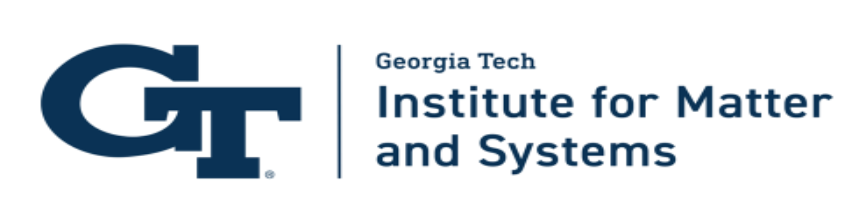 GT®
Georgia Tech
Institute for Matter
and Systems